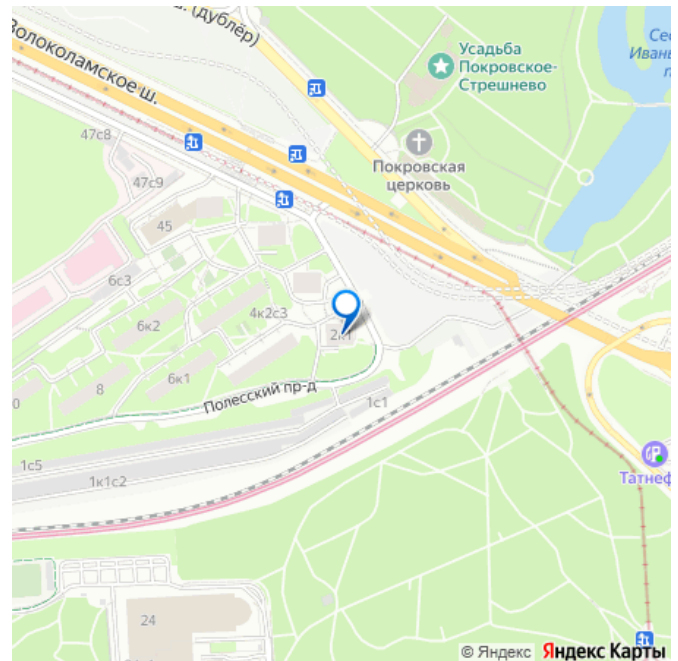 . (дублёр)
Волоколамское ш.
Усадьба
Покровское-
Стрешнево
47с8
Покровская
церковь
47с9
45
6с3
4к2с3
6к2
2к1
8
6к1
Полесский пр-д
1с1
1с5
1к1с2
Татнеф
24
© Яндекс Яндекс Карты